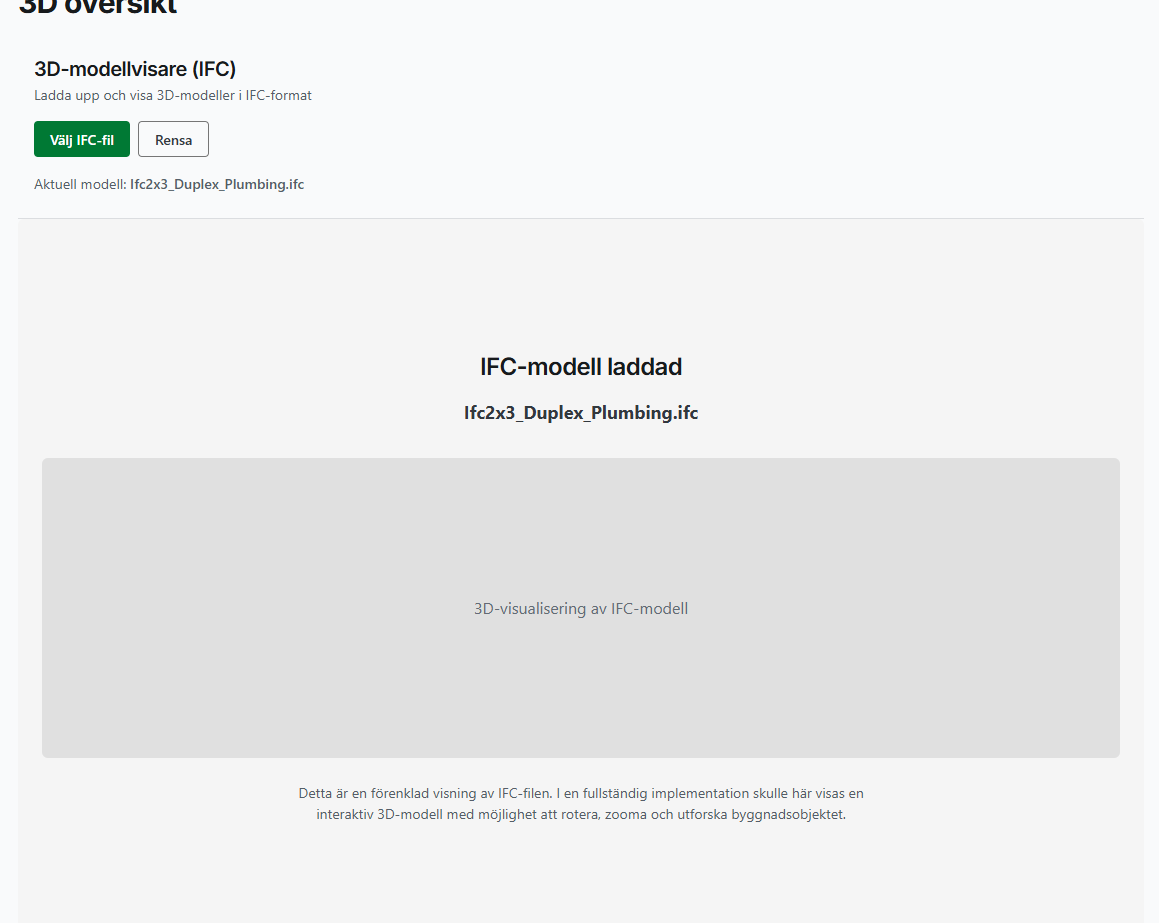 3D översikt
3D-modellvisare (IFC)
Ladda upp och visa 3D-modeller i IFC-format
Välj IFC-fil
Rensa
Aktuell modell: Ifc2x3_Duplex_Plumbing.ifc
IFC-modell laddad
Ifc2x3_Duplex_Plumbing.ifc
3D-visualisering av IFC-modell
Detta är en förenklad visning av IFC-filen. I en fullständig implementation skulle här visas en
interaktiv 3D-modell med möjlighet att rotera, zooma och utforska byggnadsobjektet.